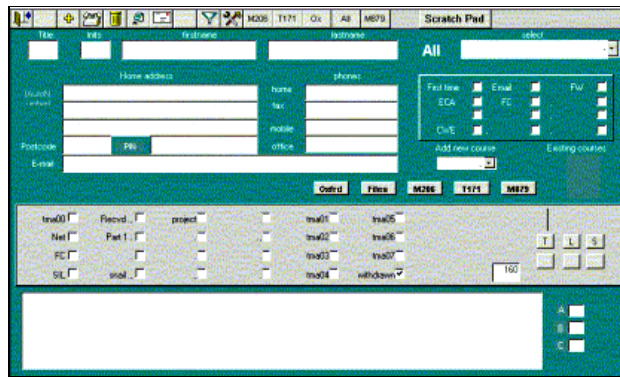 M206 T171 Ox All M879 Scratch Pad
Title Inits firstname lastname select
All
Home address phones
home
fax
mobile
office
First time Email FW
ECA FC
CWE
Postcode PIN
E-mail
Add new course Existing courses
Oxfrd Files M206 T171 M879
tma00 Recvd... project tma01 tma05
Net Part 1... tma02 tma06
FC tma03 tma07
SIL snail... tma04 withdrawn
T L S
160
A
B
C